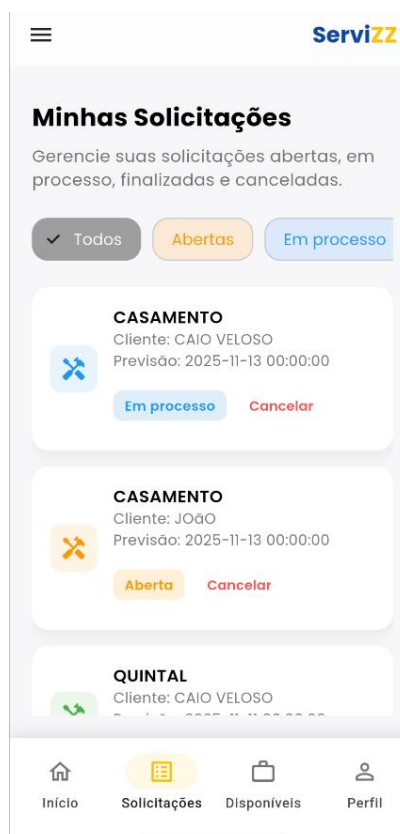 ServiZZ
Minhas Solicitações
Gerencie suas solicitações abertas, em
processo, finalizadas e canceladas.
Todos Abertas Em processo
CASAMENTO
Cliente: CAIO VELOSO
Previsão: 2025-11-13 00:00:00
Em processo Cancelar
CASAMENTO
Cliente: JOãO
Previsão: 2025-11-13 00:00:00
Aberta Cancelar
QUINTAL
Cliente: CAIO VELOSO
Início Solicitações Disponíveis Perfil